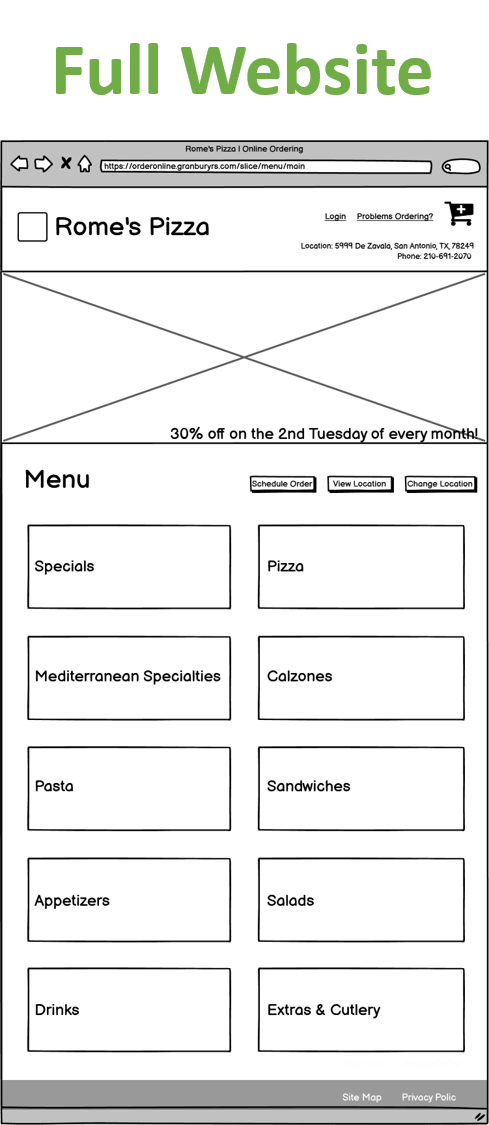 Full Website
Rome's Pizza | Online Ordering
https://orderonline.granburyrs.com/slice/menu/main
Login Problems Ordering?
Rome's Pizza
Location: 5999 De Zavala, San Antonio, TX, 78249
Phone: 210-691-2070
30% off on the 2nd Tuesday of every month!
Menu
Schedule Order View Location Change Location
Specials Pizza
Mediterranean Specialties Calzones
Pasta Sandwiches
Appetizers Salads
Drinks Extras & Cutlery
Site Map Privacy Polic